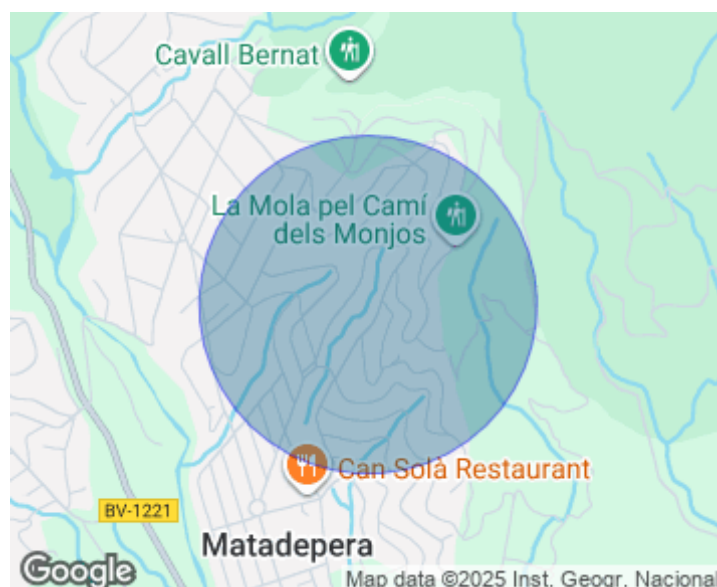 Cavall Bernat
La Mola pel Camí
dels Monjos
Can Solà Restaurant
BV-1221
Matadepera
Google
Map data ©2025 Inst. Geogr. Nacional